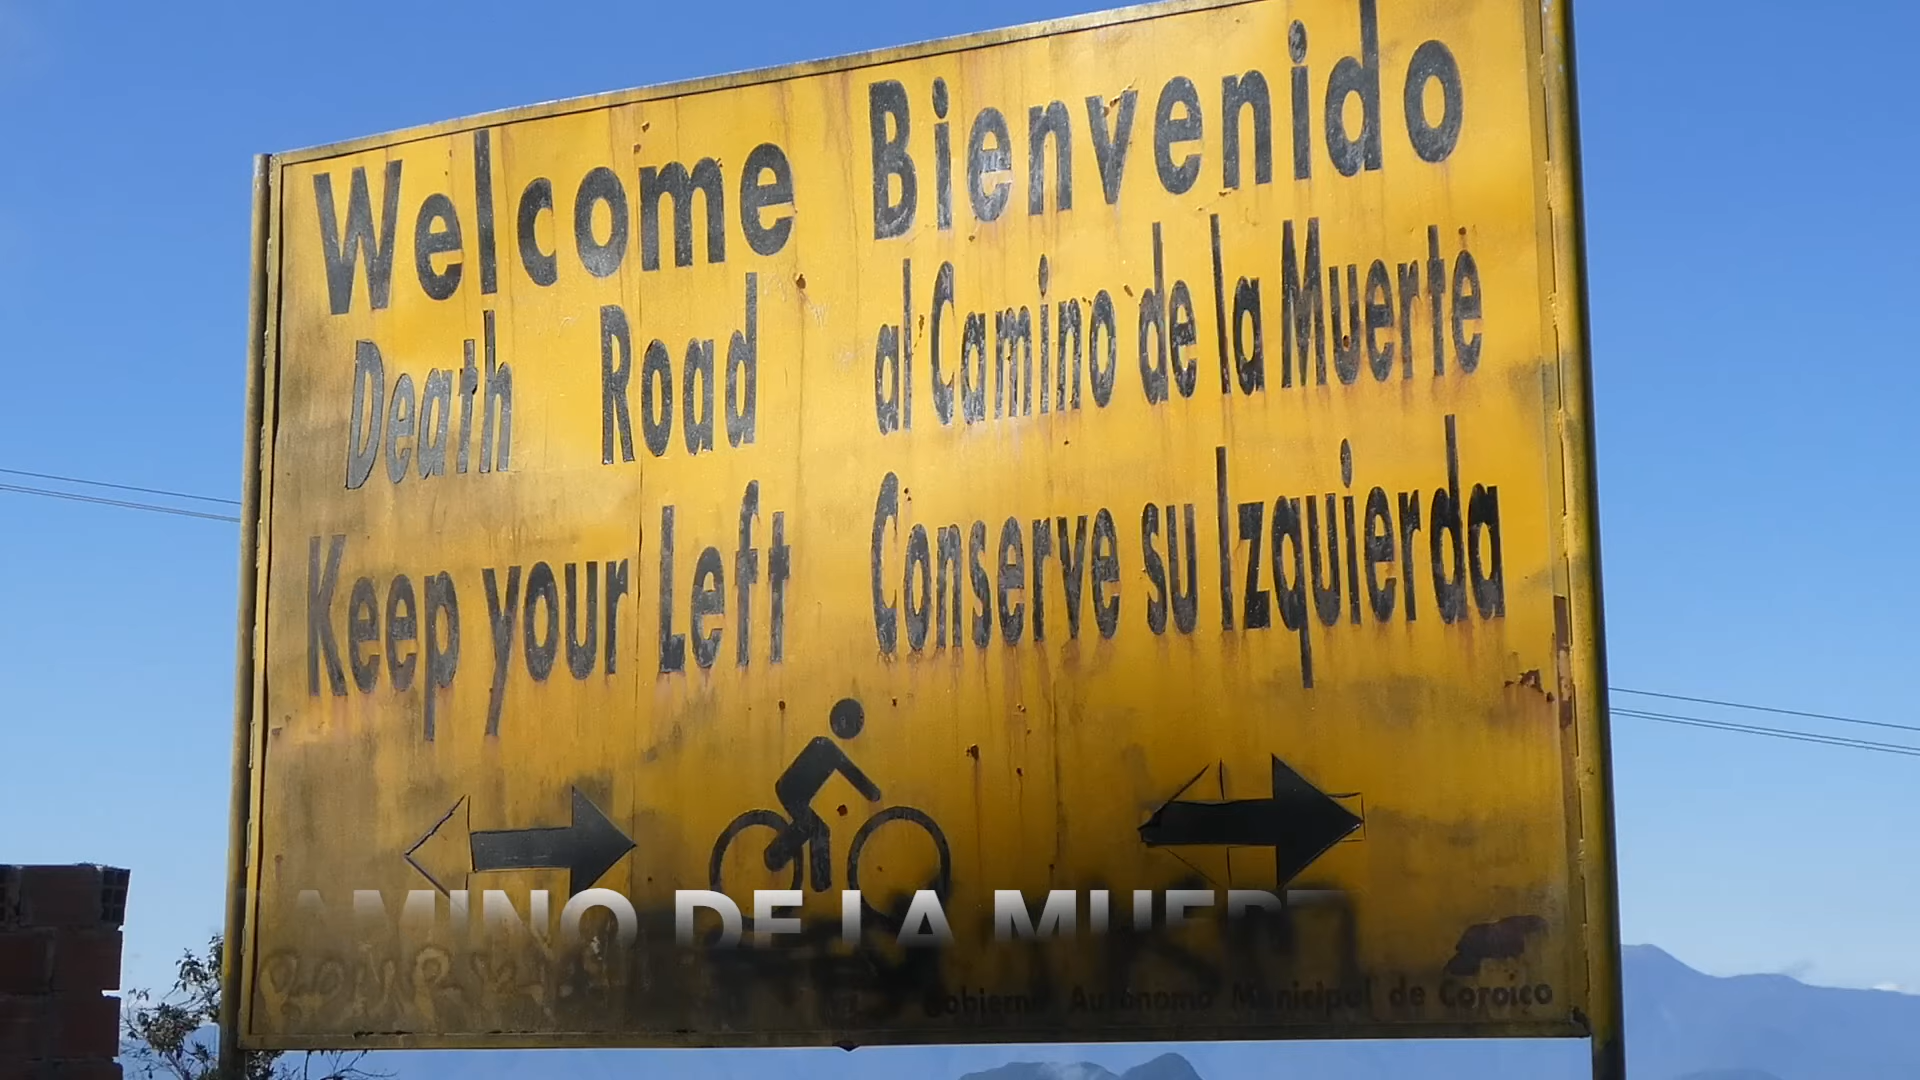 Welcome Bienvenido
Death Road al Camino de la Muerte
Keep your Left Conserve su Izquierda
CAMINO DE LA MUERTE
Gobierno Autónomo Municipal de Coroico